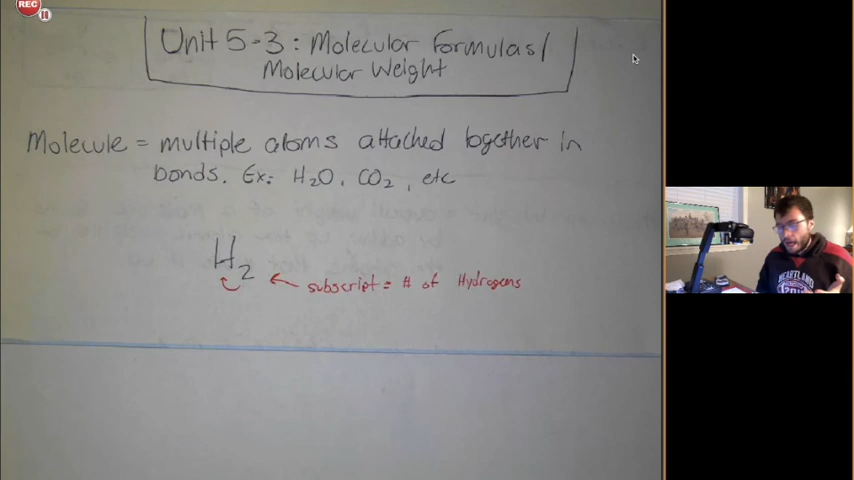 REC
Unit 5-3: Molecular Formulas/
Molecular Weight
Molecule = multiple atoms attached together in
bonds. Ex: H₂O, CO₂, etc
H₂
subscript = # of Hydrogens
HEARTLAND